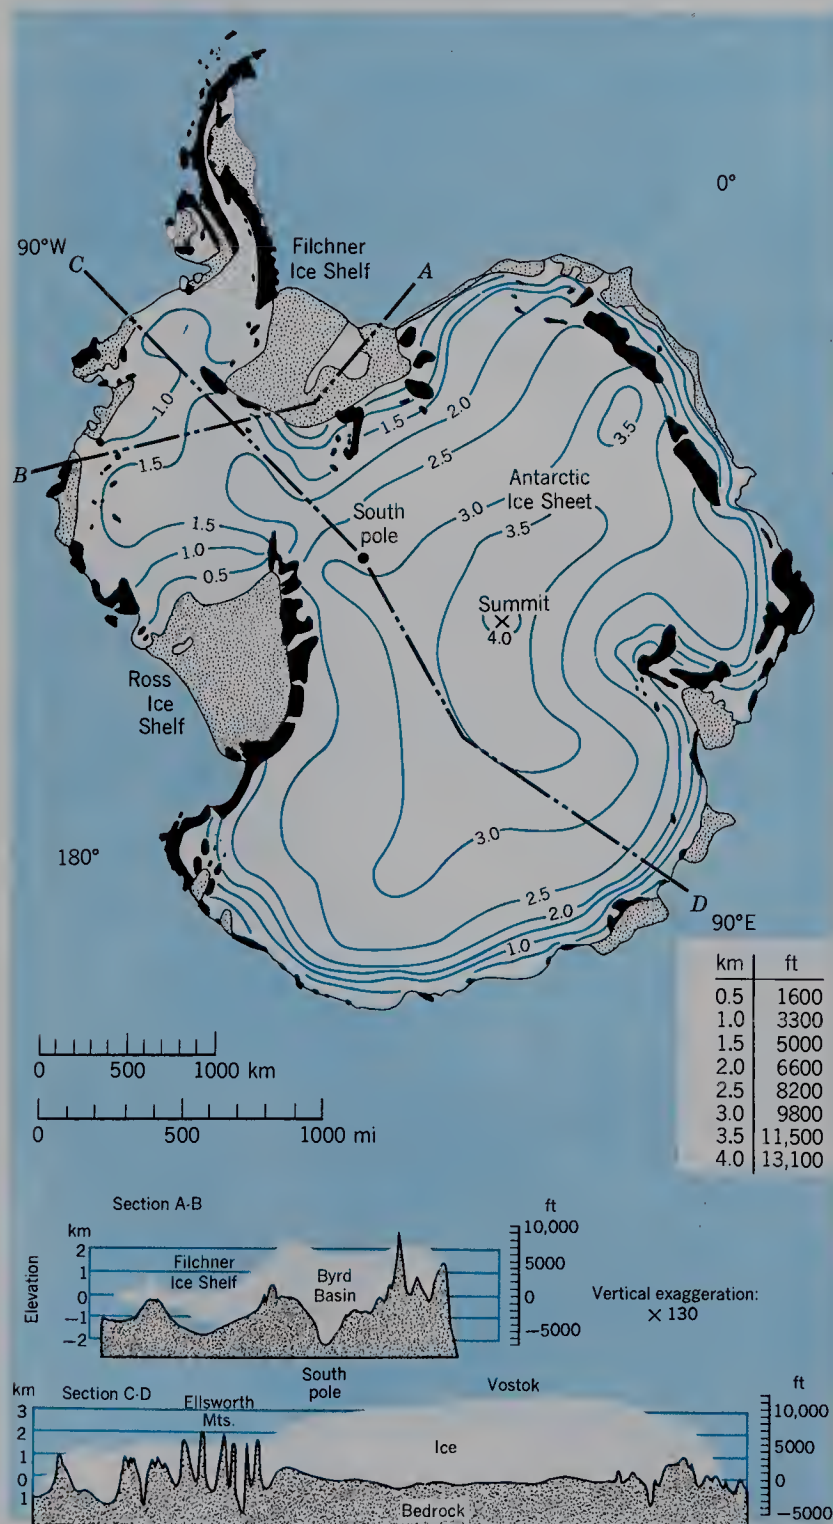 0°
90°W
C
Filchner
Ice Shelf
A
1.0
1.5
2.0
3.5
B
1.5
2.5
Antarctic
Ice Sheet
South
pole
3.0
3.5
1.5
1.0
0.5
Summit
4.0
Ross
Ice
Shelf
180°
3.0
2.5
2.0
1.0
D
90°E
km ft
0.5 1600
1.0 3300
1.5 5000
2.0 6600
2.5 8200
3.0 9800
3.5 11,500
4.0 13,100
0 500 1000 km
0 500 1000 mi
Section A-B
km
ft
Elevation
2
1
0
−1
−2
Filchner
Ice Shelf
Byrd
Basin
10,000
5000
0
−5000
Vertical exaggeration:
× 130
km
Section C-D
Ellsworth
Mts.
South
pole
Vostok
ft
3
2
1
0
1
Ice
Bedrock
10,000
5000
0
−5000